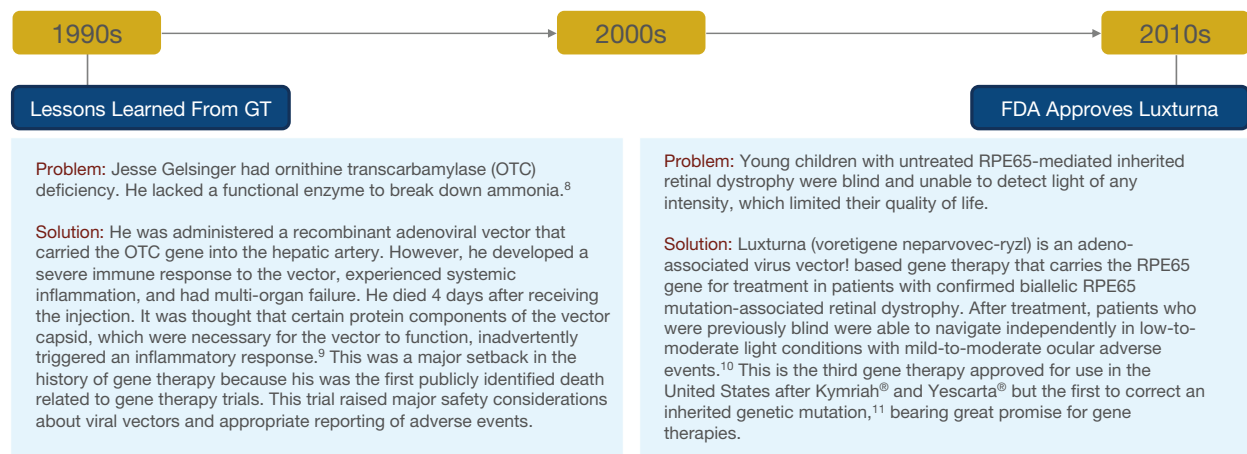 1990s
2000s
2010s
Lessons Learned From GT
FDA Approves Luxturna
Problem: Jesse Gelsinger had ornithine transcarbamylase (OTC)
deficiency. He lacked a functional enzyme to break down ammonia.⁸
Solution: He was administered a recombinant adenoviral vector that
carried the OTC gene into the hepatic artery. However, he developed a
severe immune response to the vector, experienced systemic
inflammation, and had multi-organ failure. He died 4 days after receiving
the injection. It was thought that certain protein components of the vector
capsid, which were necessary for the vector to function, inadvertently
triggered an inflammatory response.⁹ This was a major setback in the
history of gene therapy because his was the first publicly identified death
related to gene therapy trials. This trial raised major safety considerations
about viral vectors and appropriate reporting of adverse events.
Problem: Young children with untreated RPE65-mediated inherited
retinal dystrophy were blind and unable to detect light of any
intensity, which limited their quality of life.
Solution: Luxturna (voretigene neparvovec-ryzl) is an adeno-
associated virus vector! based gene therapy that carries the RPE65
gene for treatment in patients with confirmed biallelic RPE65
mutation-associated retinal dystrophy. After treatment, patients who
were previously blind were able to navigate independently in low-to-
moderate light conditions with mild-to-moderate ocular adverse
events.¹⁰ This is the third gene therapy approved for use in the
United States after Kymriah® and Yescarta® but the first to correct an
inherited genetic mutation,¹¹ bearing great promise for gene
therapies.